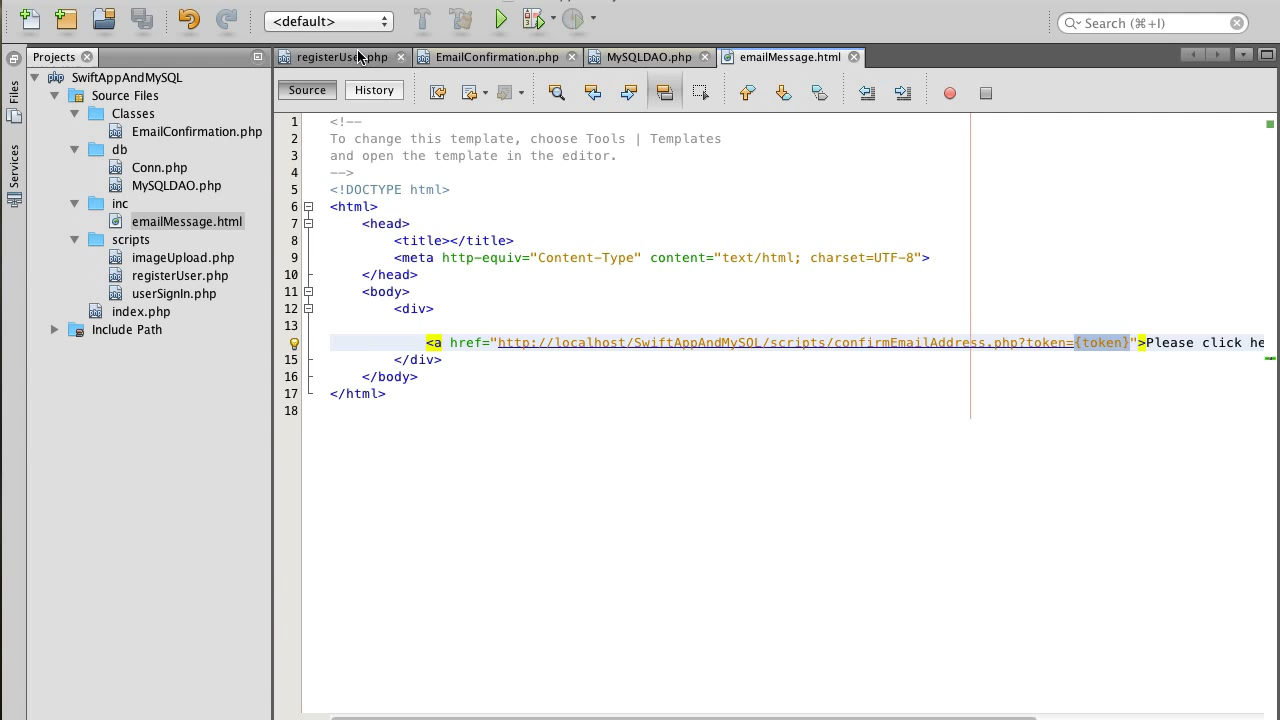 <default>
Search (⌘+I)
Projects
registerUser.php
EmailConfirmation.php
MySQLDAO.php
emailMessage.html
Files
Services
SwiftAppAndMySQL
Source Files
Classes
EmailConfirmation.php
db
Conn.php
MySQLDAO.php
inc
emailMessage.html
scripts
imageUpload.php
registerUser.php
userSignIn.php
index.php
Include Path
Source
History
1 <!--
2 To change this template, choose Tools | Templates
3 and open the template in the editor.
4 -->
5 <!DOCTYPE html>
6 <html>
7 <head>
8 <title></title>
9 <meta http-equiv="Content-Type" content="text/html; charset=UTF-8">
10 </head>
11 <body>
12 <div>
13
<a href="http://localhost/SwiftAppAndMySQL/scripts/confirmEmailAddress.php?token={token}">Please click he
15 </div>
16 </body>
17 </html>
18